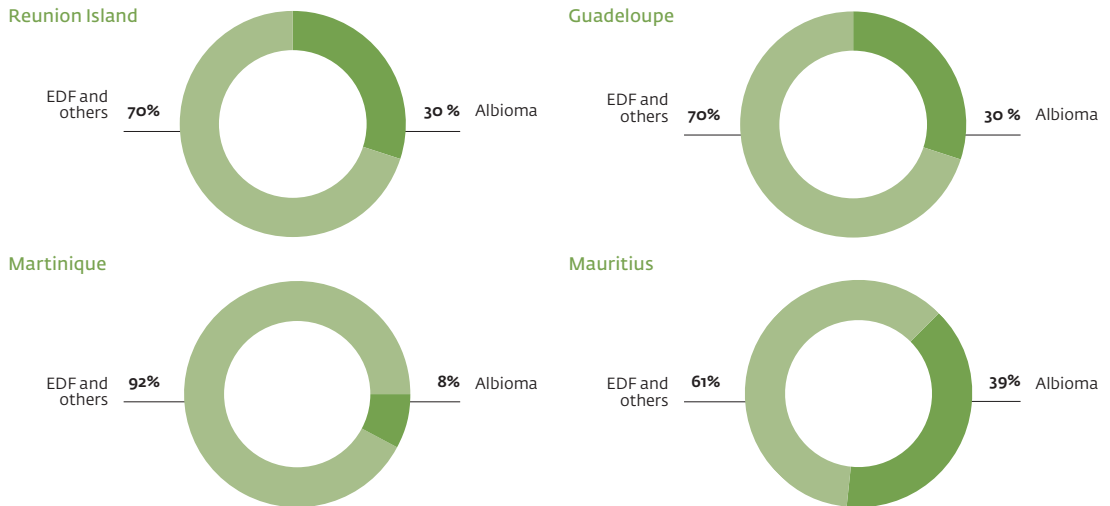 Reunion Island
EDF and
others
70%
30 %
Albioma
Guadeloupe
EDF and
others
70%
30 %
Albioma
Martinique
EDF and
others
92%
8%
Albioma
Mauritius
EDF and
others
61%
39%
Albioma